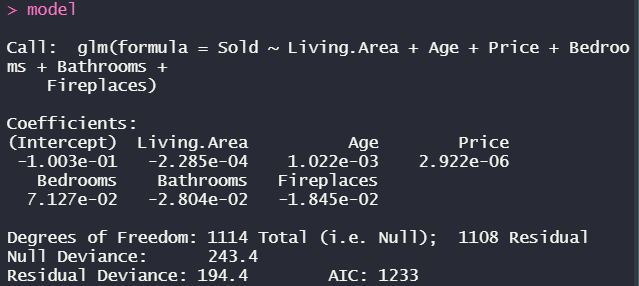 > model
Call:  glm(formula = Sold ~ Living.Area + Age + Price + Bedroo
ms + Bathrooms +
    Fireplaces)
Coefficients:
(Intercept)  Living.Area          Age        Price
 -1.003e-01   -2.285e-04    1.022e-03    2.922e-06
   Bedrooms    Bathrooms   Fireplaces
  7.127e-02   -2.804e-02   -1.845e-02
Degrees of Freedom: 1114 Total (i.e. Null);  1108 Residual
Null Deviance:      243.4
Residual Deviance: 194.4        AIC: 1233